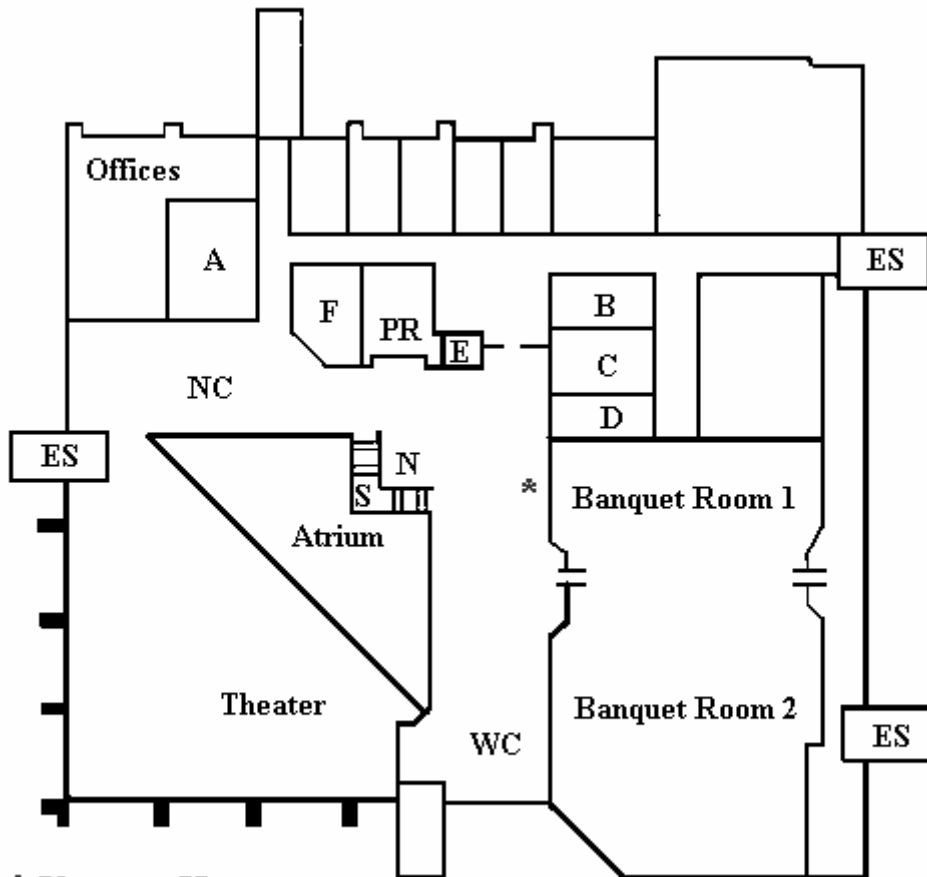 Offices
A
ES
F
PR
E
B
C
NC
D
ES
N
S
*
Banquet Room 1
Atrium
Theater
Banquet Room 2
WC
ES